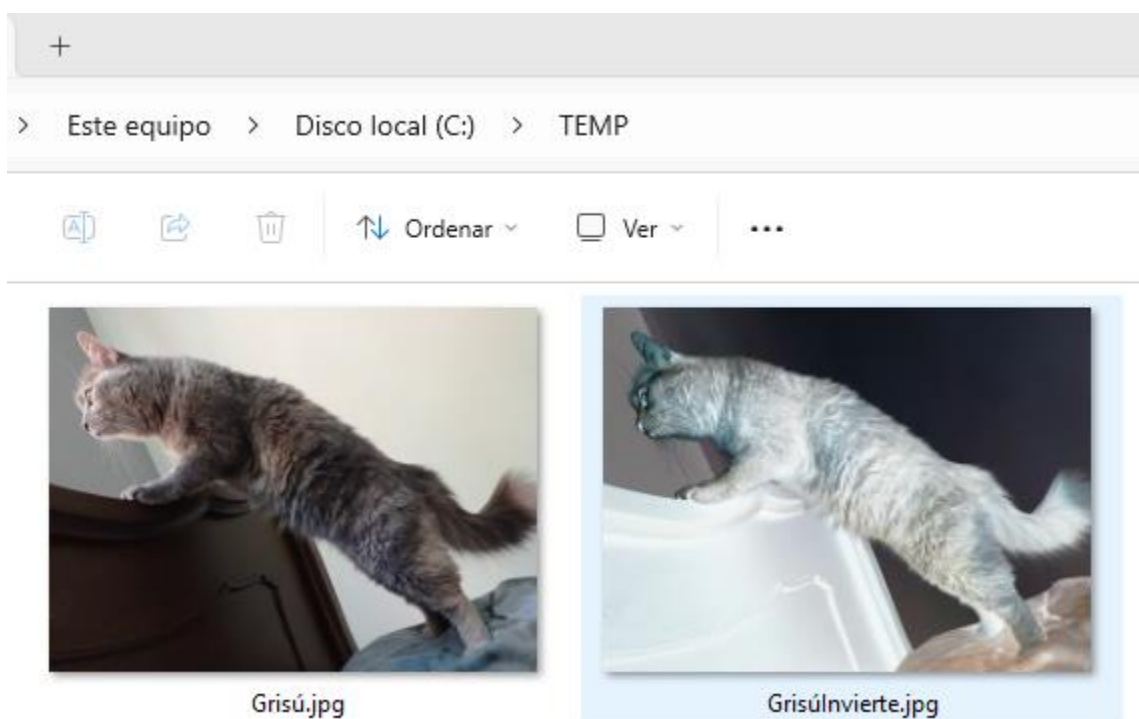 Este equipo > Disco local (C:) > TEMP
Ordenar Ver
Grisú.jpg GrisúInvierte.jpg